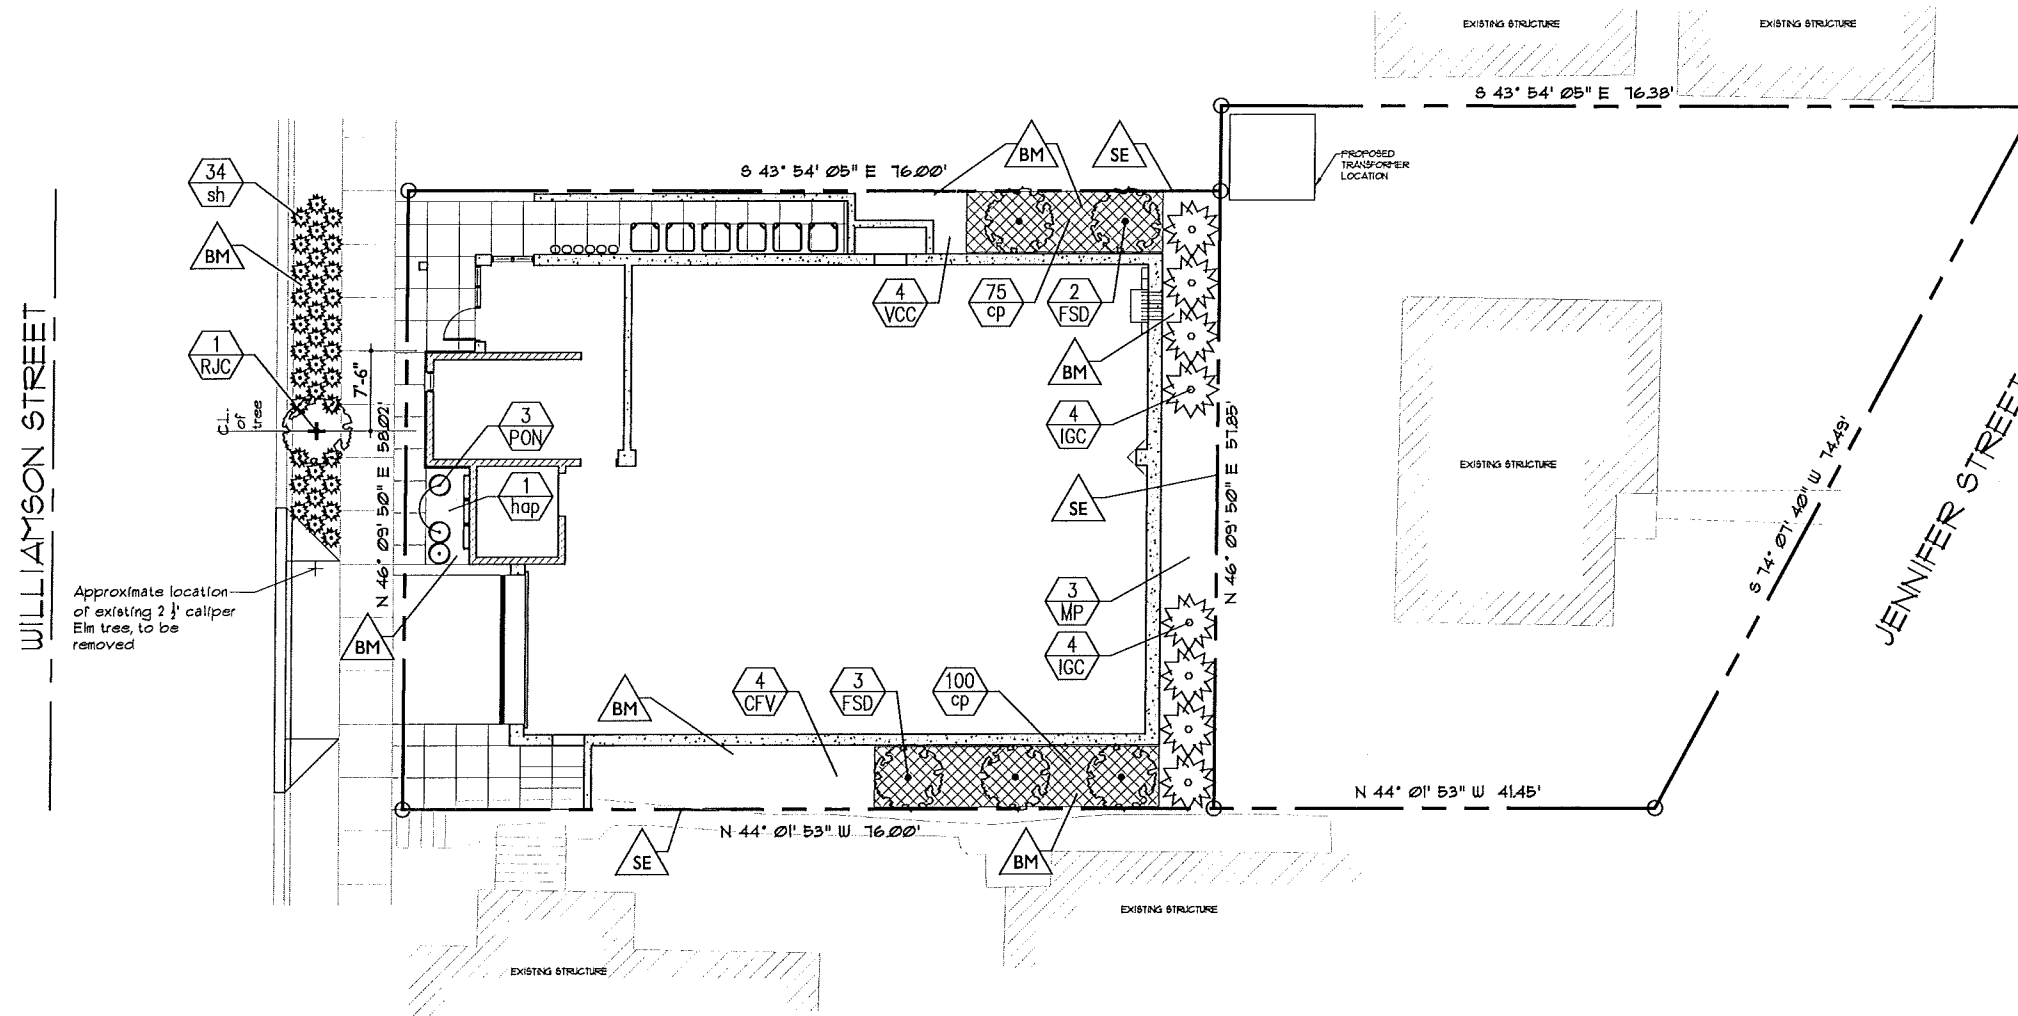 EXISTING STRUCTURE
EXISTING STRUCTURE
S 43° 54' 05" E 76.38'
PROPOSED
TRANSFORMER
LOCATION
S 43° 54' 05" E 76.00'
BM
SE
34
sh
BM
1
RJC
C.L.
of
tree
7'-6"
WILLIAMSON STREET
N 46° 09' 50" E 58.02'
4
VCC
75
cp
2
FSD
BM
4
IGC
3
PON
1
hap
SE
N 46° 09' 50" E 57.85'
EXISTING STRUCTURE
S 74° 07' 40" W 74.49'
JENNIFER STREET
Approximate location
of existing 2 ½' caliper
Elm tree, to be
removed
BM
3
MP
4
IGC
BM
4
CFV
3
FSD
100
cp
N 44° 01' 53" W 41.45'
N 44° 01' 53" W 76.00'
SE
BM
EXISTING STRUCTURE
EXISTING STRUCTURE